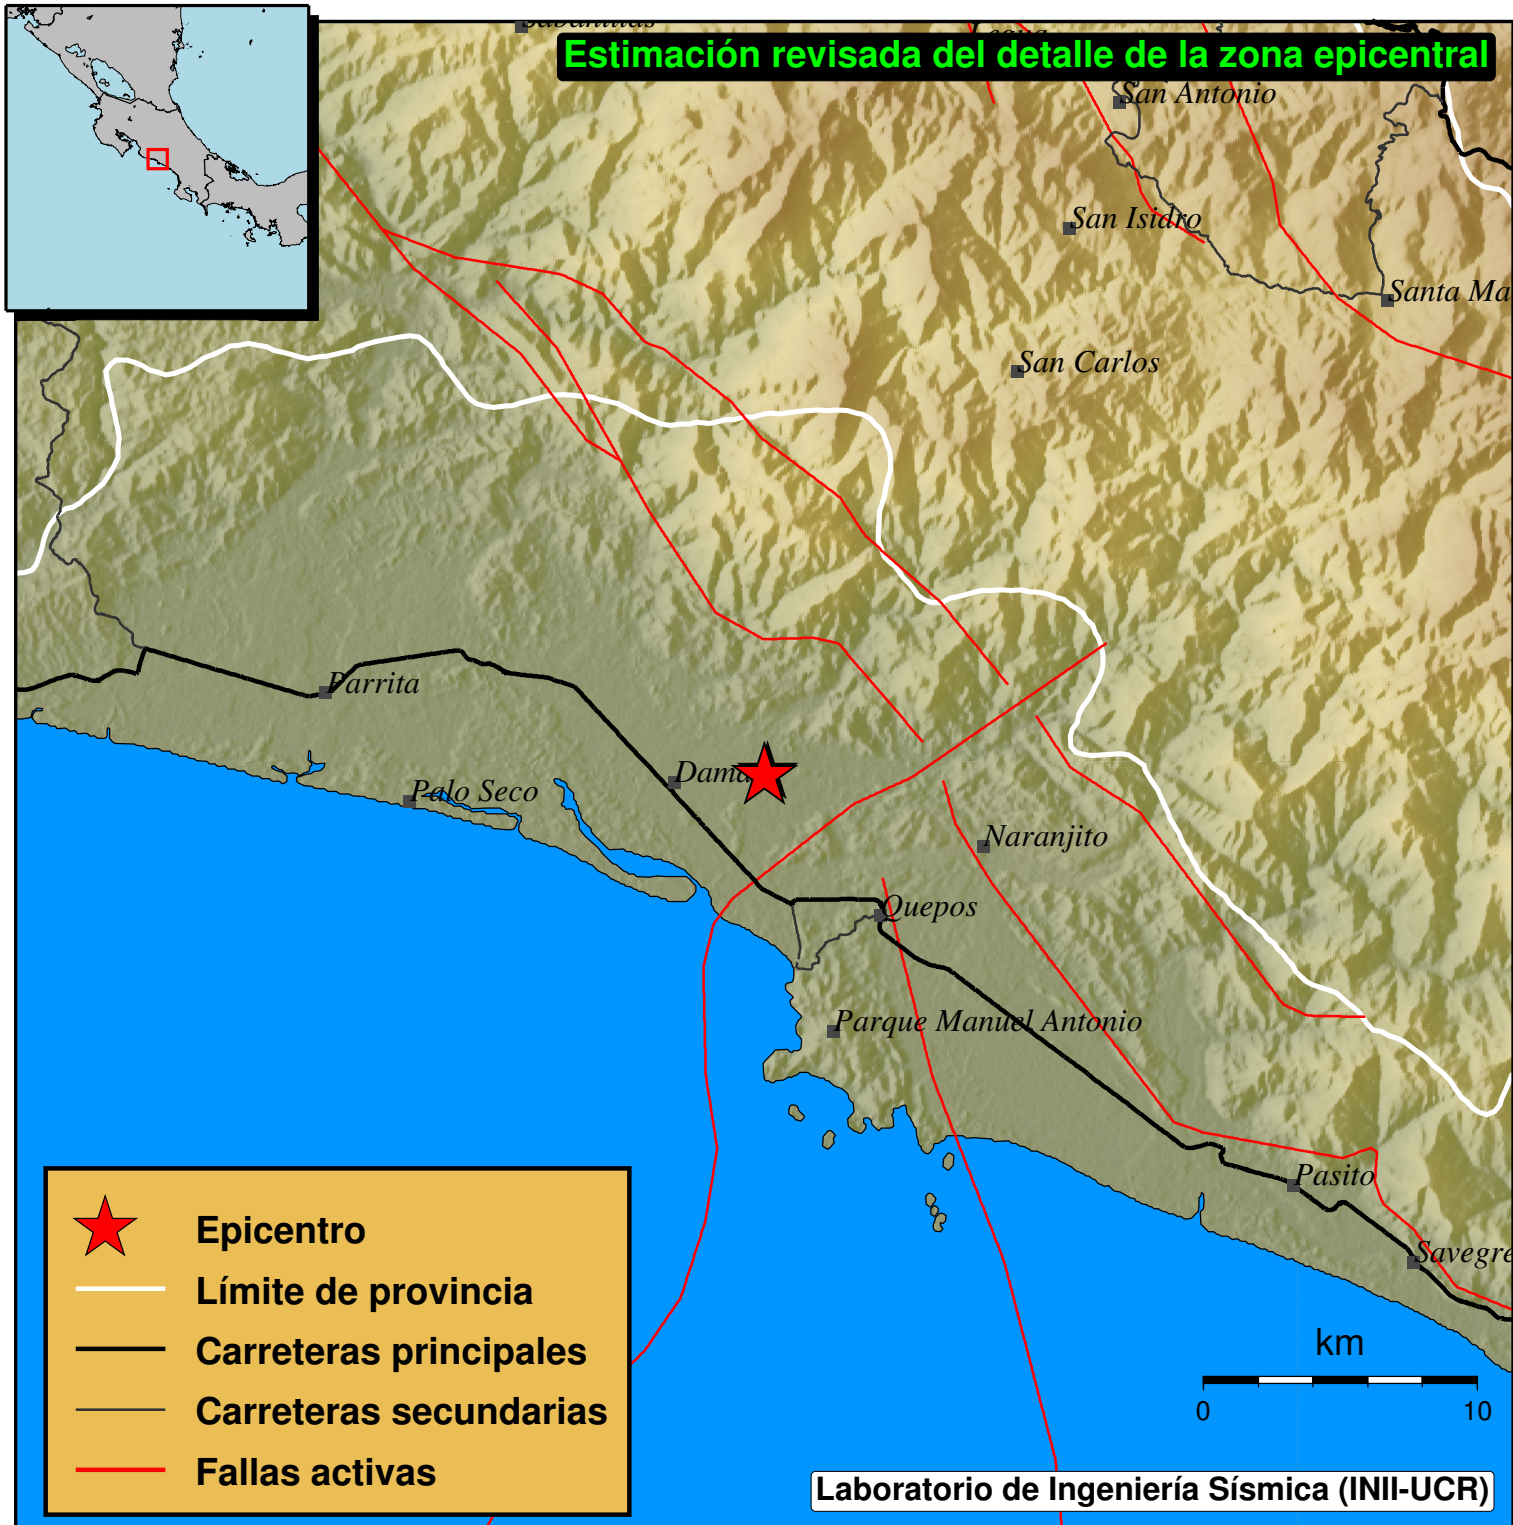 Estimación revisada del detalle de la zona epicentral
San Antonio
San Isidro
Santa Ma
San Carlos
Parrita
Dama
Palo Seco
Naranjito
Quepos
Parque Manuel Antonio
Pasito
Savegre
Epicentro
Límite de provincia
Carreteras principales
Carreteras secundarias
Fallas activas
km
0 10
Laboratorio de Ingeniería Sísmica (INII-UCR)